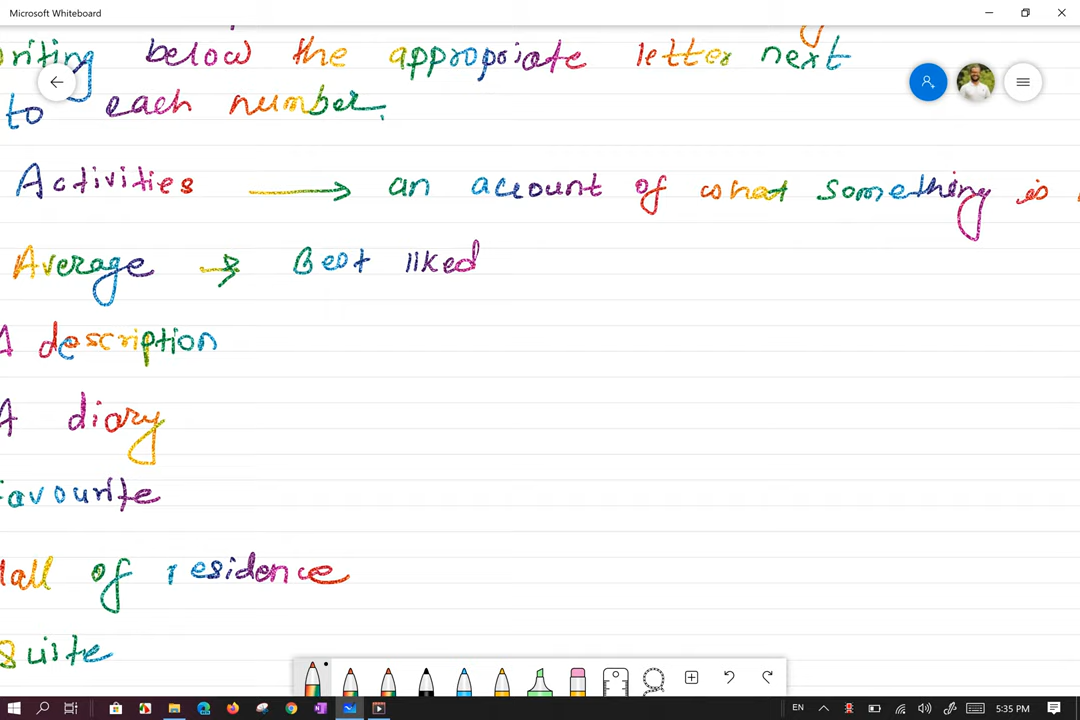 Microsoft Whiteboard
riting below the appropriate letter next
to each number.
Activities → an account of what something is
Average → Best liked
A description
A diary
Favourite
Hall of residence
Suite
EN
5:35 PM